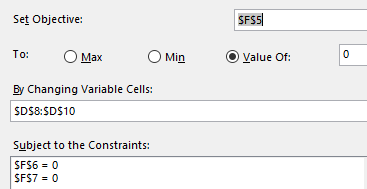 Set Objective: $F$5
To: Max Min Value Of: 0
By Changing Variable Cells:
$D$8:$D$10
Subject to the Constraints:
$F$6 = 0
$F$7 = 0